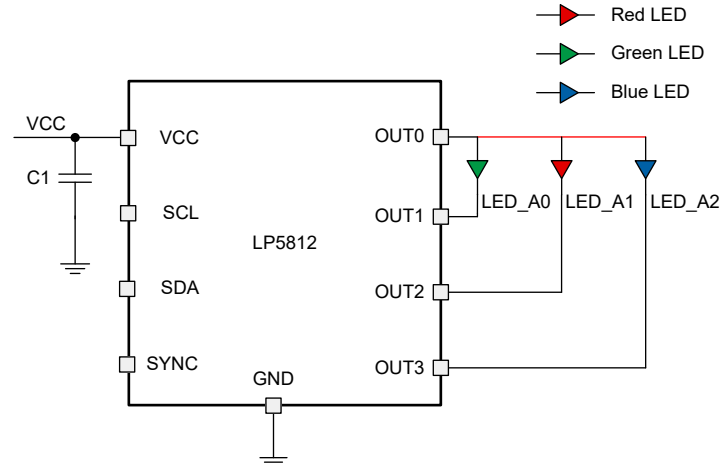 Red LED
Green LED
Blue LED
VCC
VCC
OUT0
C1
LED_A0
LED_A1
LED_A2
SCL
OUT1
LP5812
SDA
OUT2
SYNC
OUT3
GND